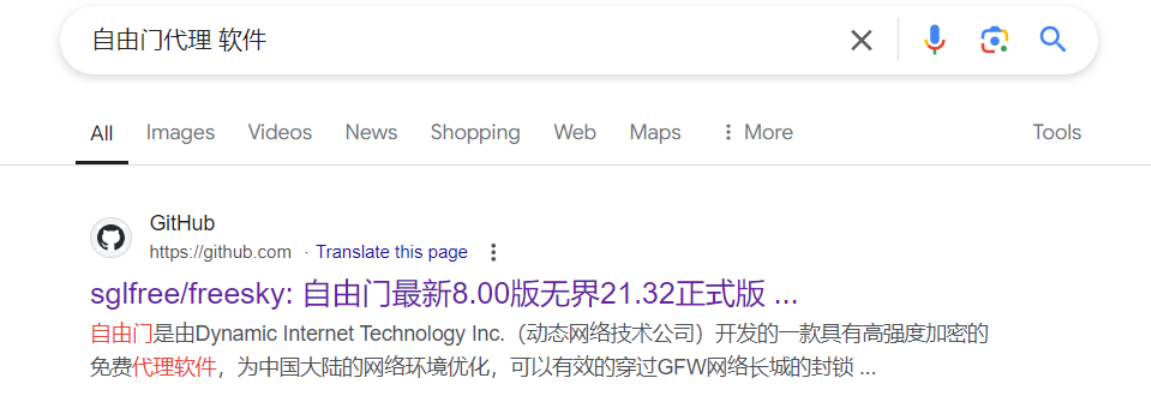 自由门代理 软件
All Images Videos News Shopping Web Maps More Tools
GitHub
https://github.com · Translate this page
sglfree/freesky: 自由门最新8.00版无界21.32正式版 ...
自由门是由Dynamic Internet Technology Inc.（动态网络技术公司）开发的一款具有高强度加密的
免费代理软件，为中国大陆的网络环境优化，可以有效的穿过GFW网络长城的封锁 ...